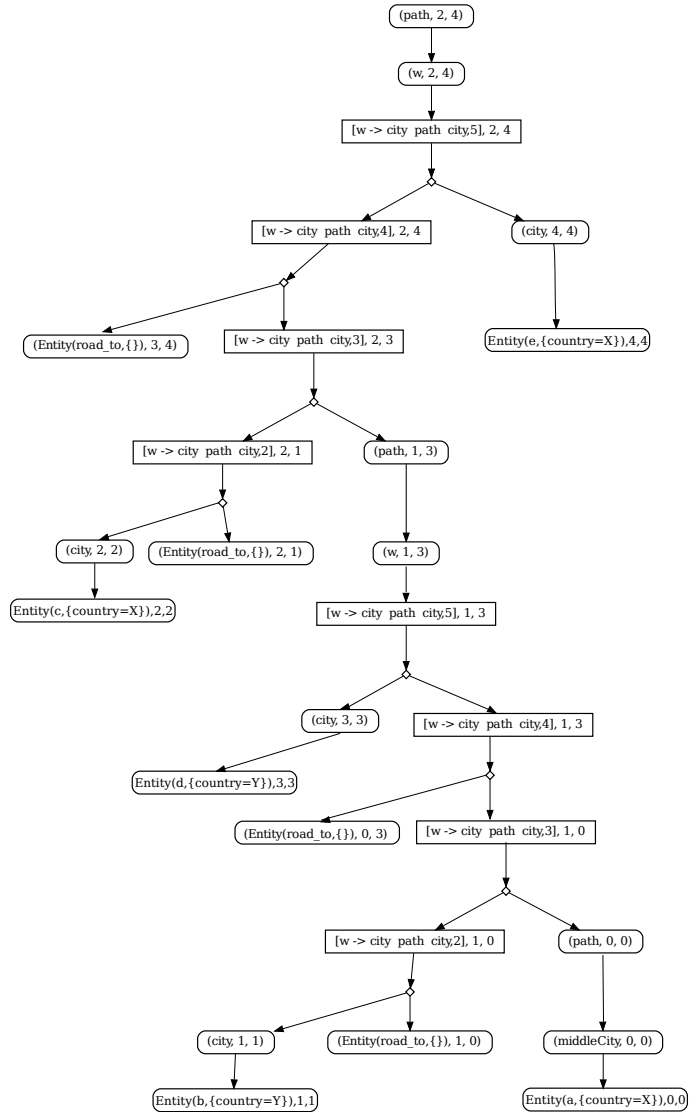 (path, 2, 4)
(w, 2, 4)
[w -> city  path  city,5], 2, 4
[w -> city  path  city,4], 2, 4
(city, 4, 4)
(Entity(road_to,{}), 3, 4)
[w -> city  path  city,3], 2, 3
Entity(e,{country=X}),4,4
[w -> city  path  city,2], 2, 1
(path, 1, 3)
(city, 2, 2)
(Entity(road_to,{}), 2, 1)
(w, 1, 3)
Entity(c,{country=X}),2,2
[w -> city  path  city,5], 1, 3
(city, 3, 3)
[w -> city  path  city,4], 1, 3
Entity(d,{country=Y}),3,3
(Entity(road_to,{}), 0, 3)
[w -> city  path  city,3], 1, 0
[w -> city  path  city,2], 1, 0
(path, 0, 0)
(city, 1, 1)
(Entity(road_to,{}), 1, 0)
(middleCity, 0, 0)
Entity(b,{country=Y}),1,1
Entity(a,{country=X}),0,0